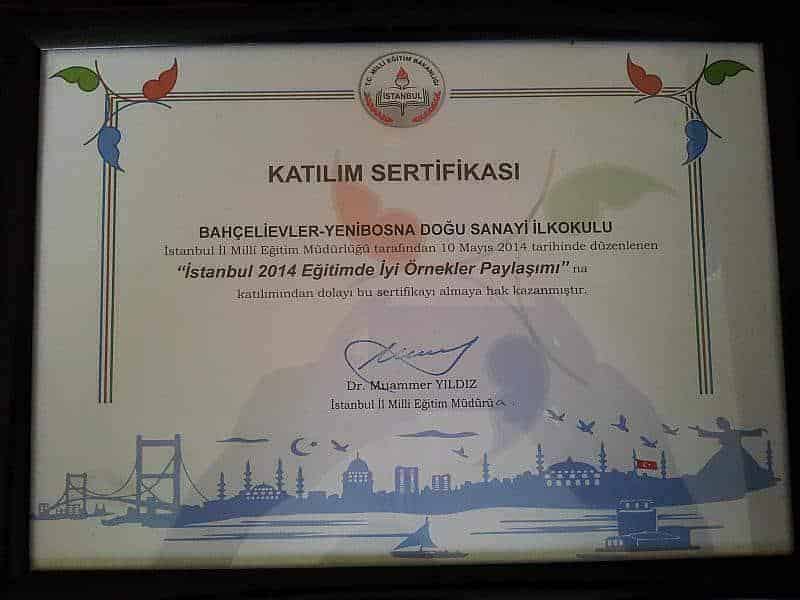 T.C. MİLLİ EĞİTİM BAKANLIĞI
İSTANBUL
KATILIM SERTİFİKASI
BAHÇELİEVLER-YENİBOSNA DOĞU SANAYİ İLKOKULU
İstanbul İl Millî Eğitim Müdürlüğü tarafından 10 Mayıs 2014 tarihinde düzenlenen
“İstanbul 2014 Eğitimde İyi Örnekler Paylaşımı” na
katılımından dolayı bu sertifikayı almaya hak kazanmıştır.
Dr. Muammer YILDIZ
İstanbul İl Milli Eğitim Müdürü